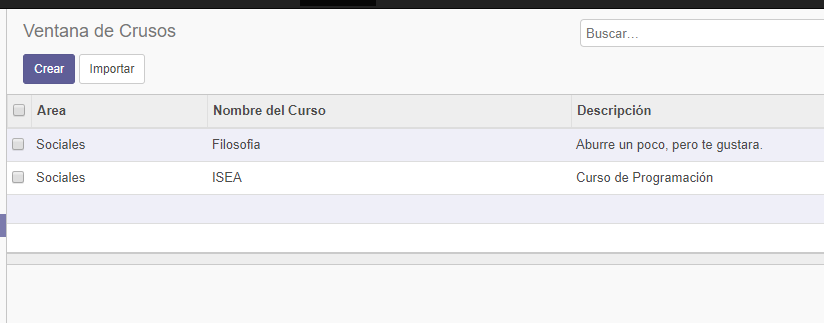 Ventana de Crusos
Buscar...
Crear Importar
Area Nombre del Curso Descripción
Sociales Filosofia Aburre un poco, pero te gustara.
Sociales ISEA Curso de Programación